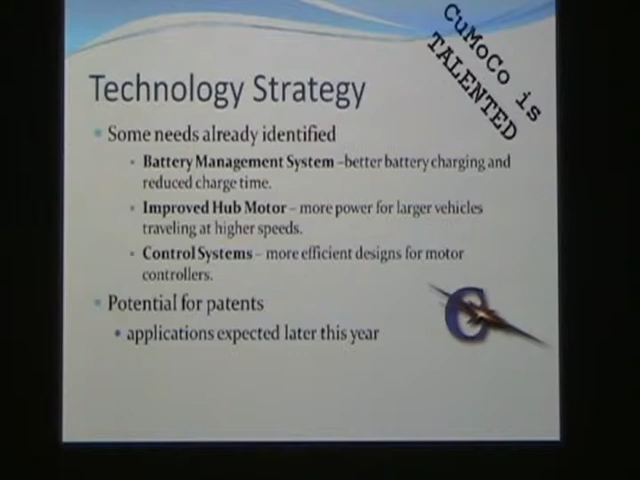 CuMoCo is
TALENTED
Technology Strategy
• Some needs already identified
• Battery Management System –better battery charging and
reduced charge time.
• Improved Hub Motor – more power for larger vehicles
traveling at higher speeds.
• Control Systems – more efficient designs for motor
controllers.
• Potential for patents
• applications expected later this year
C